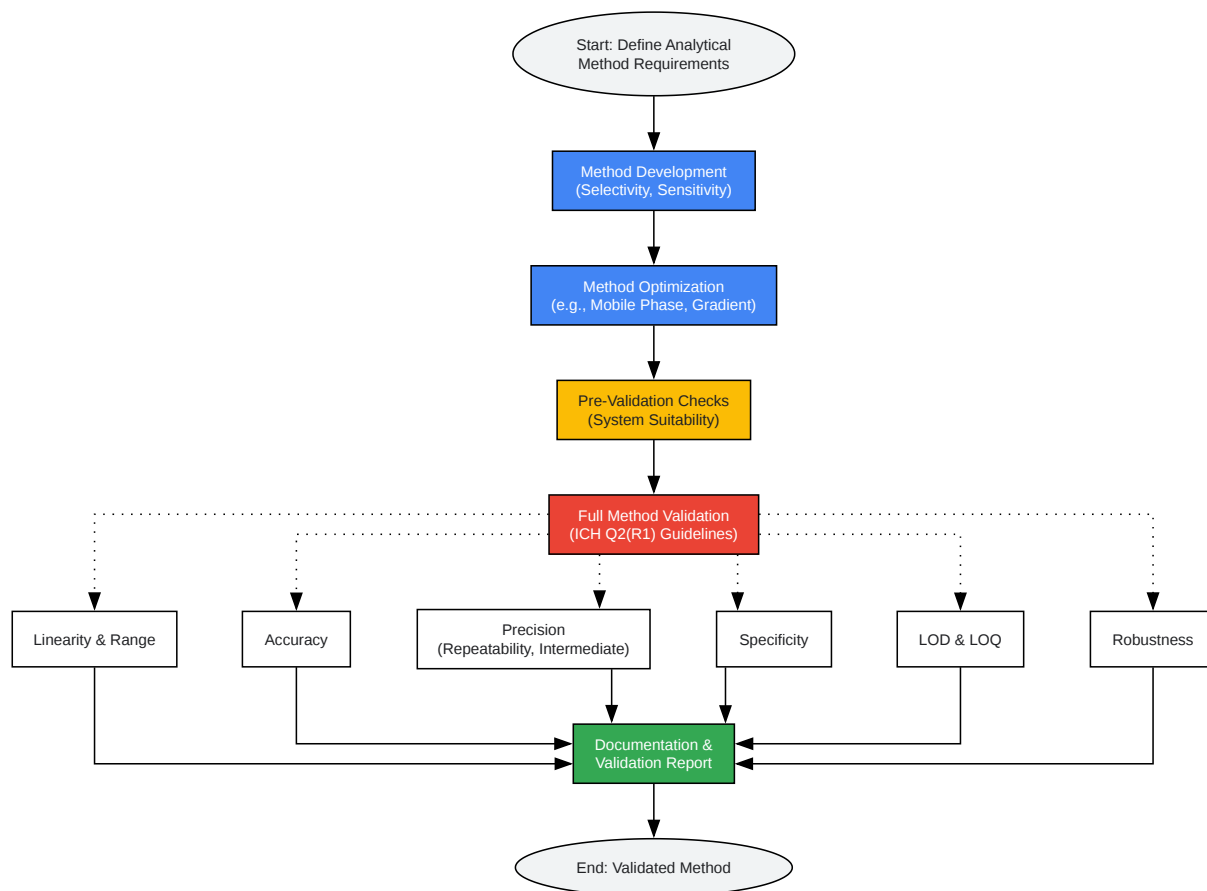 Start: Define Analytical
Method Requirements
Method Development
(Selectivity, Sensitivity)
Method Optimization
(e.g., Mobile Phase, Gradient)
Pre-Validation Checks
(System Suitability)
Full Method Validation
(ICH Q2(R1) Guidelines)
Linearity & Range
Accuracy
Precision
(Repeatability, Intermediate)
Specificity
LOD & LOQ
Robustness
Documentation &
Validation Report
End: Validated Method